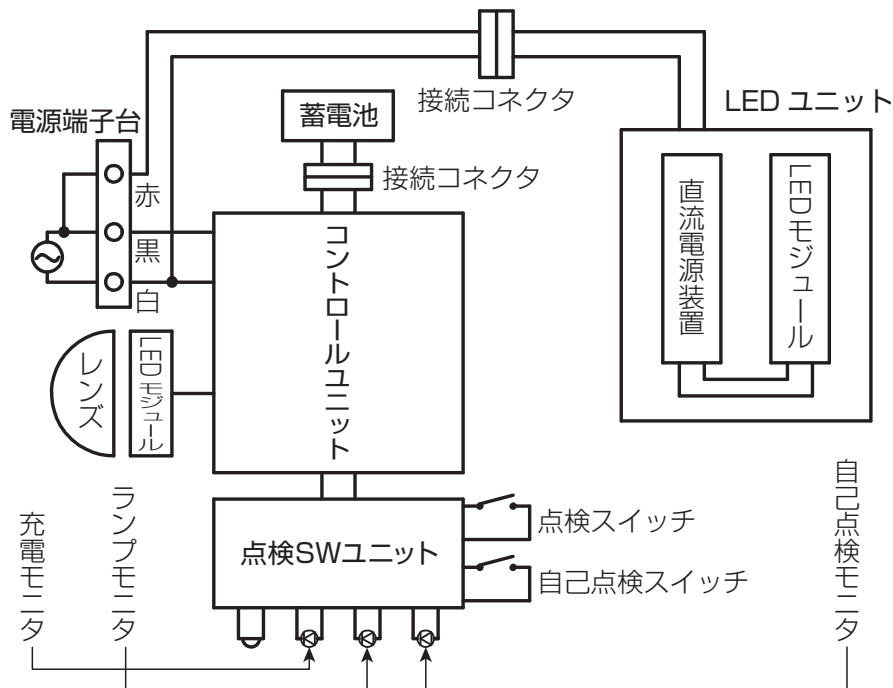 接続コネクタ
LED ユニット
電源端子台
蓄電池
接続コネクタ
赤
黒
白
コントロールユニット
直流電源装置
LEDモジュール
レンズ
LEDモジュール
点検SWユニット
点検スイッチ
自己点検スイッチ
充電モニタ
ランプモニタ
自己点検モニタ